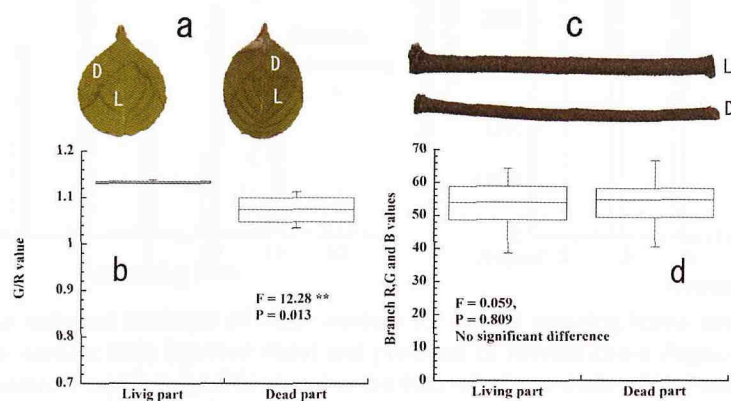 a
c
D
L
D
L
L
D
1.2
1.1
1
0.9
0.8
0.7
G/R value
b
F = 12.28 **
P = 0.013
Livig part
Dead part
70
60
50
40
30
20
10
0
Branch R,G and B values
d
F = 0.059,
P = 0.809
No significant difference
Living part
Dead part